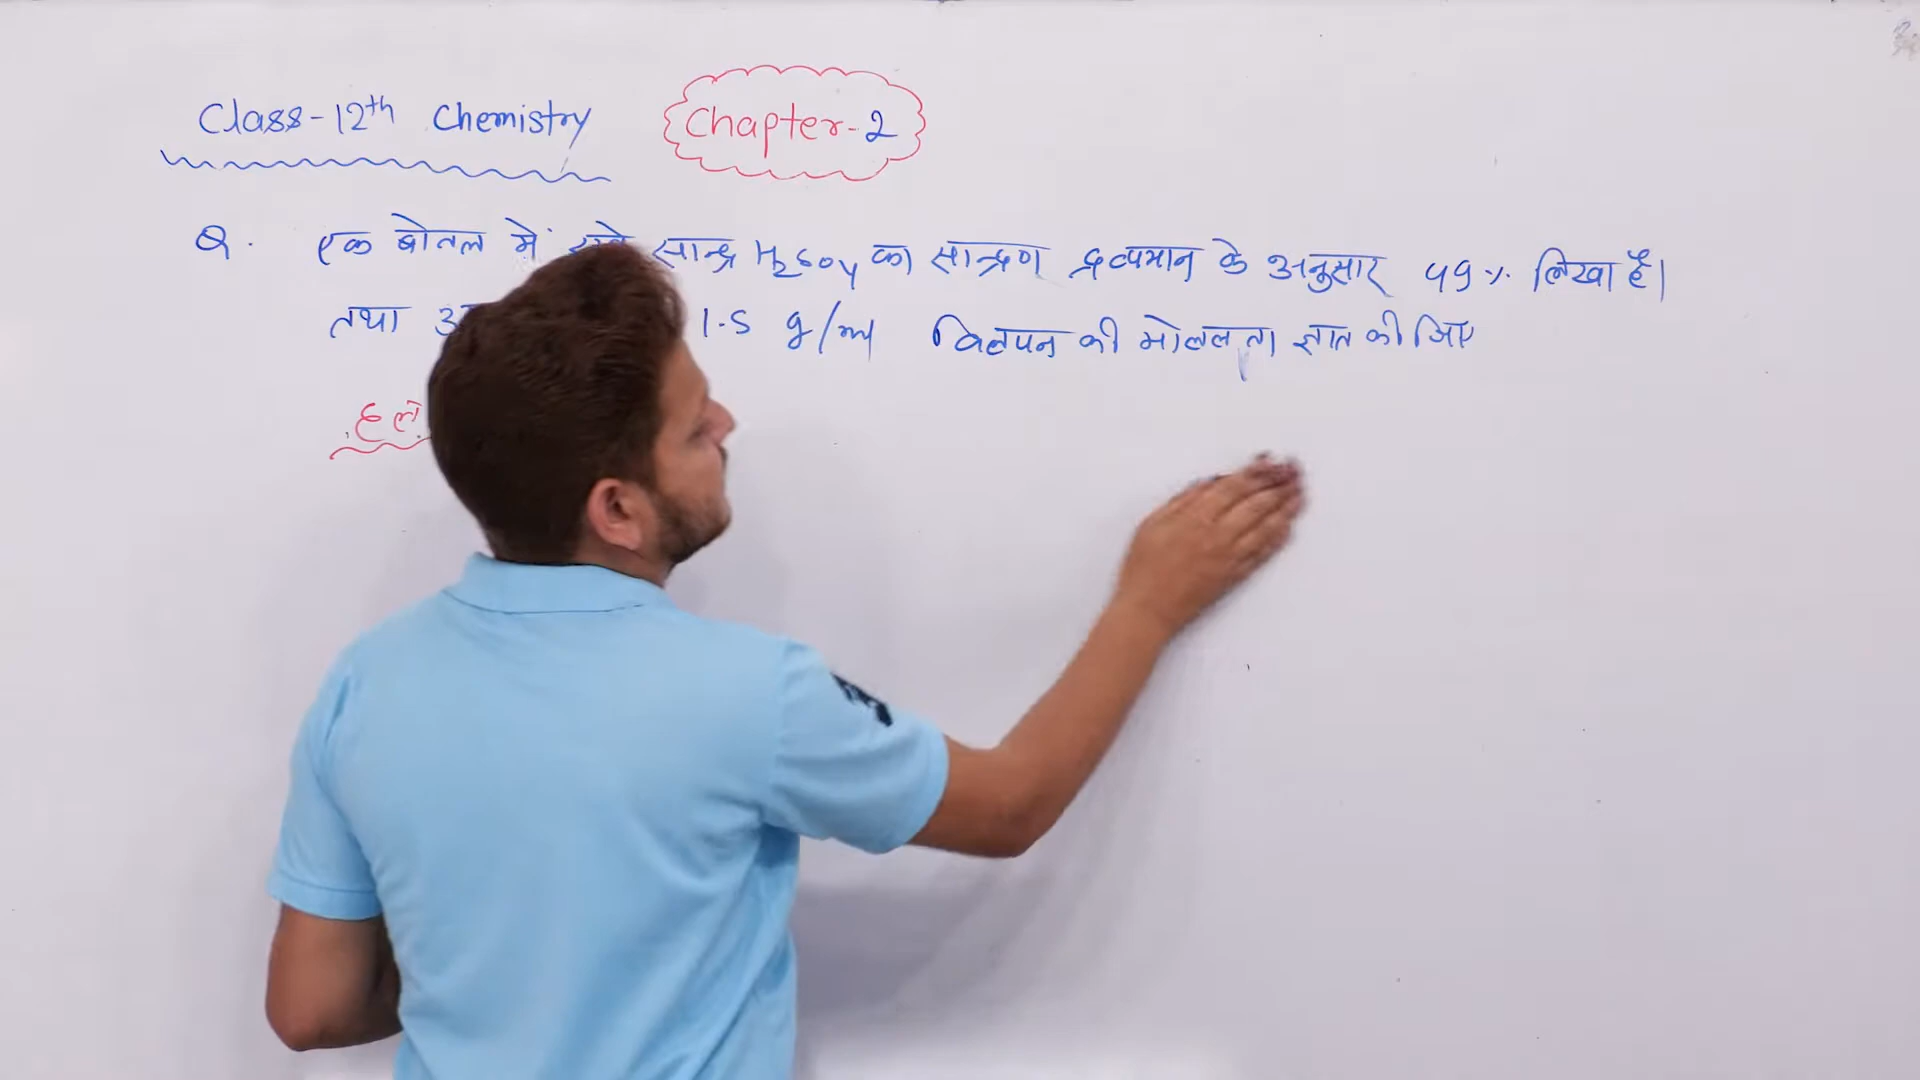 Class-12th Chemistry
Chapter-2
Q. एक बोतल में सान्द्र H2SO4 का सान्द्रण द्रव्यमान के अनुसार 49% लिखा है।
तथा 1.5 g/ml विलयन की मोललता ज्ञात कीजिए
हल